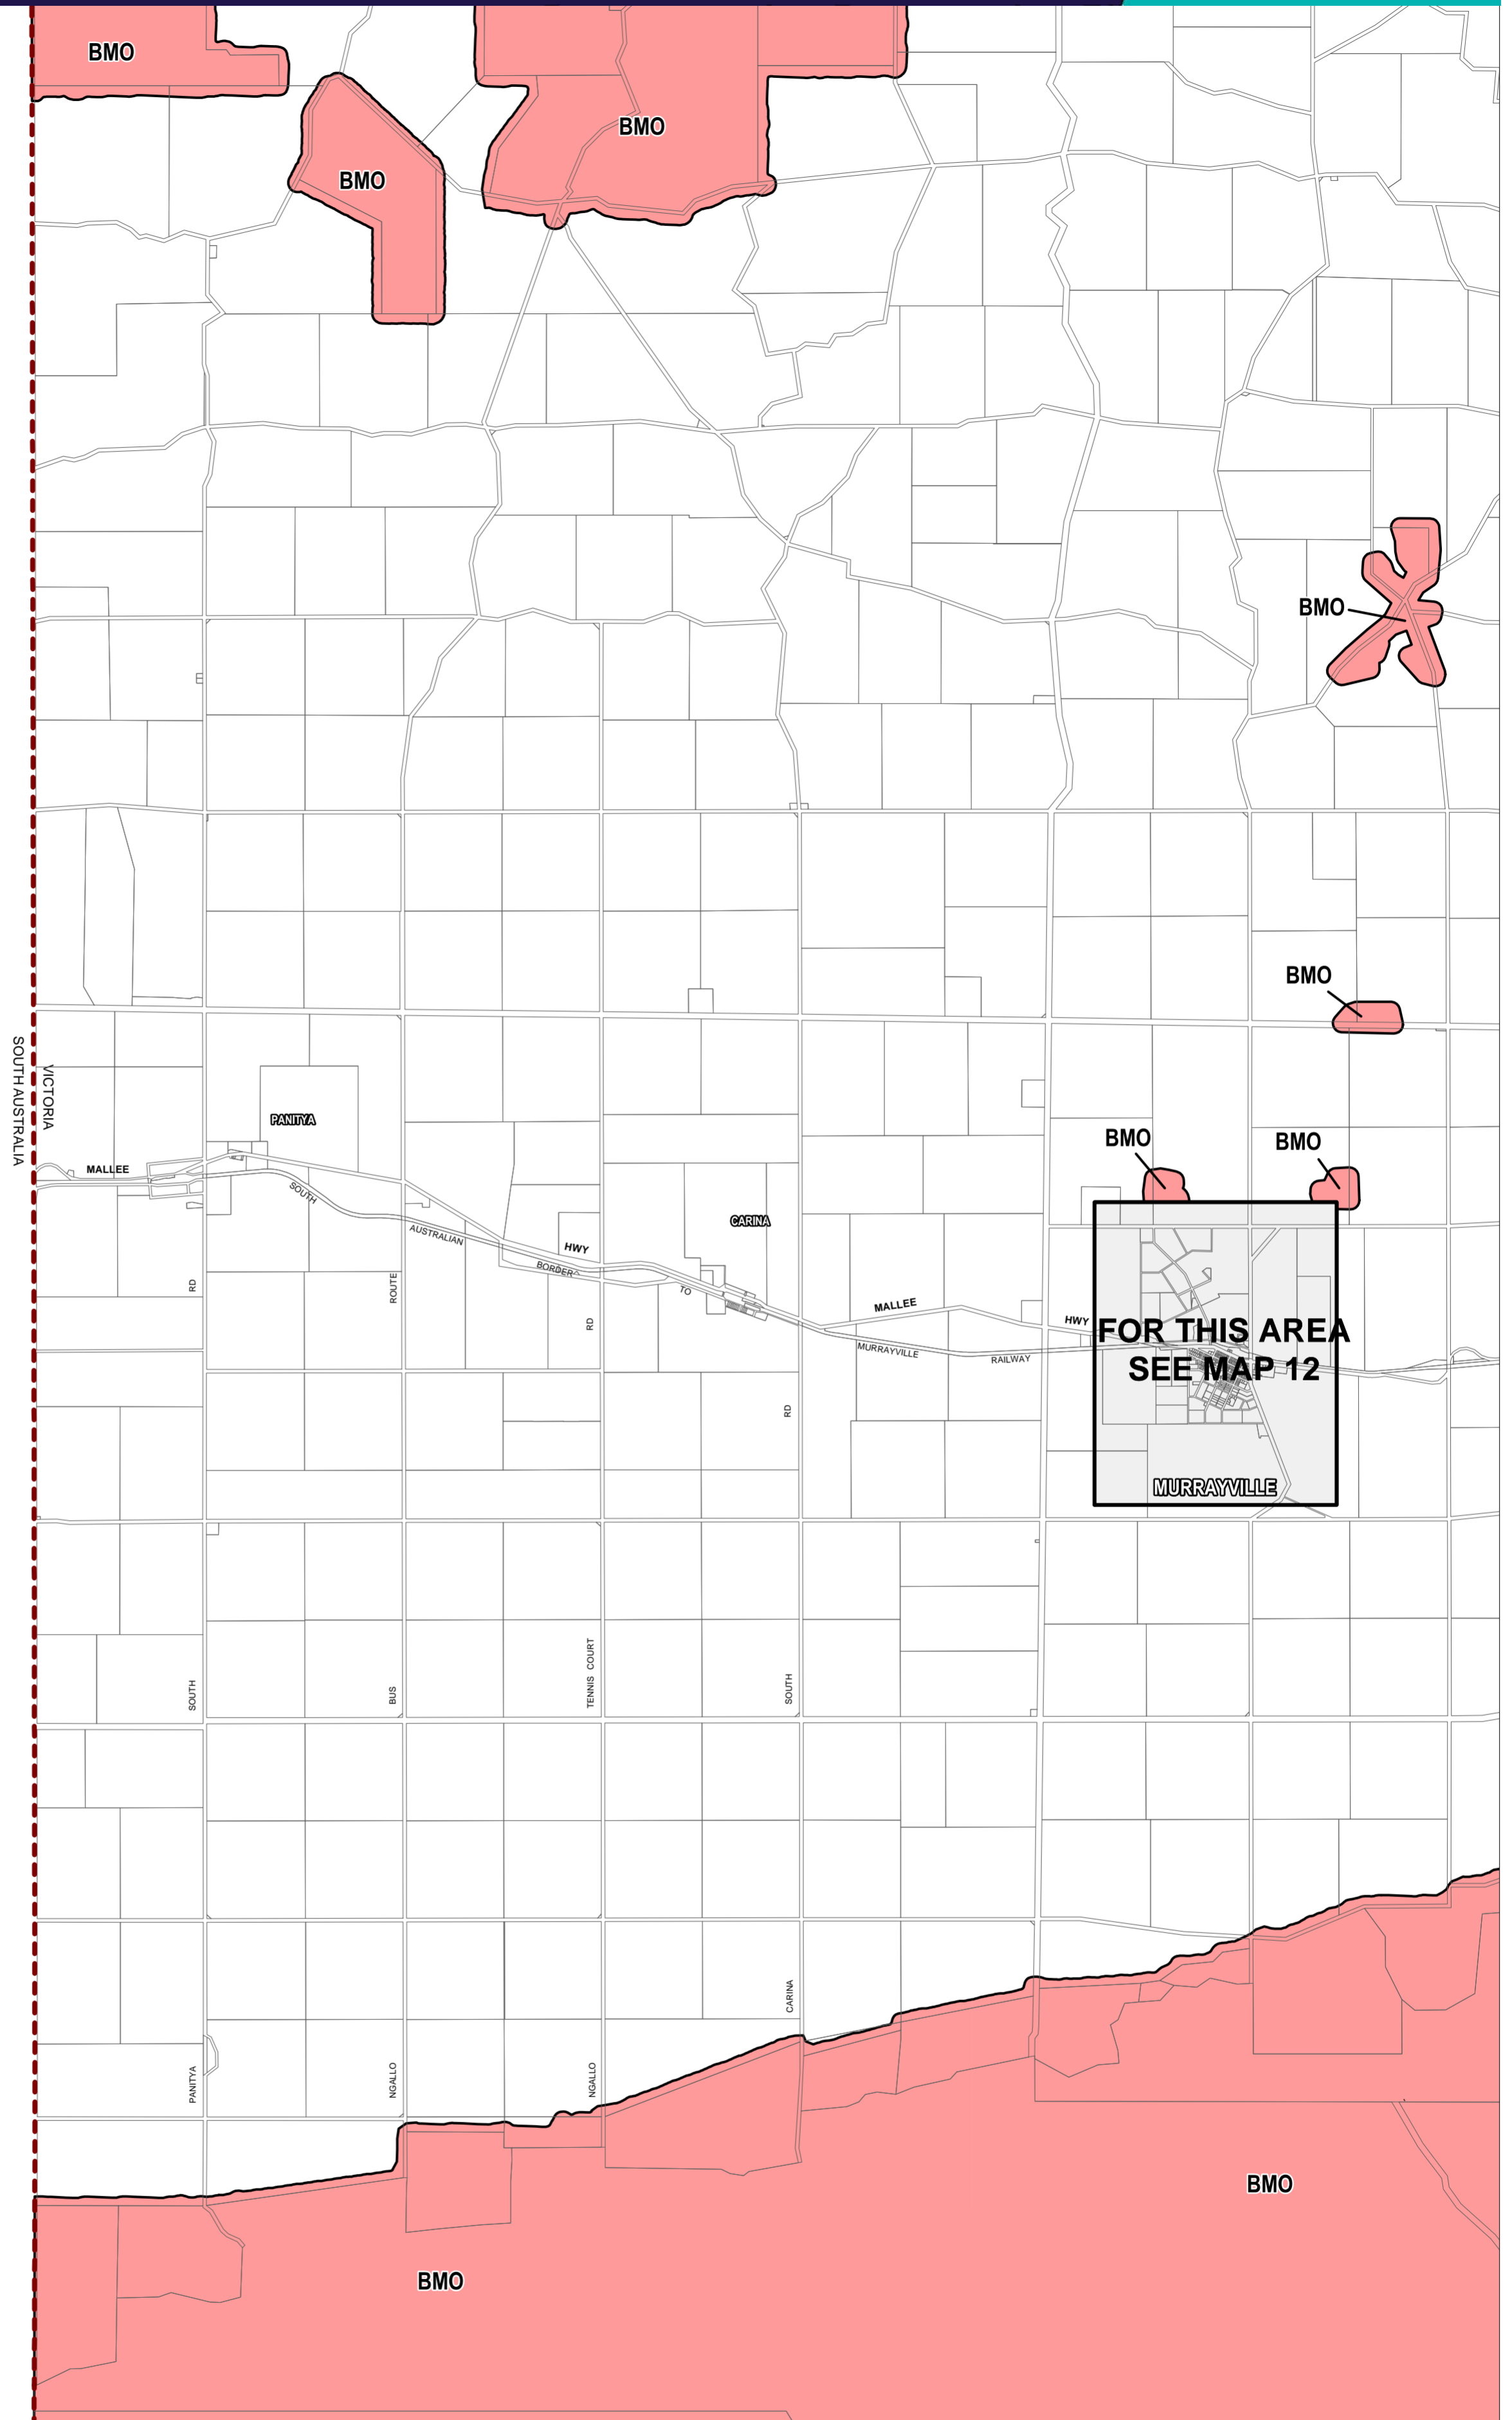 BMO
BMO
BMO
BMO
BMO
SOUTH AUSTRALIA
VICTORIA
PANITYA
BMO
BMO
MALLEE
SOUTH
CARINA
AUSTRALIAN
HWY
BORDER
TO
RD
ROUTE
RD
MALLEE
HWY
MURRAYVILLE
RAILWAY
FOR THIS AREA
SEE MAP 12
RD
MURRAYVILLE
SOUTH
BUS
TENNIS COURT
SOUTH
CARINA
PANITYA
NGALLO
NGALLO
BMO
BMO